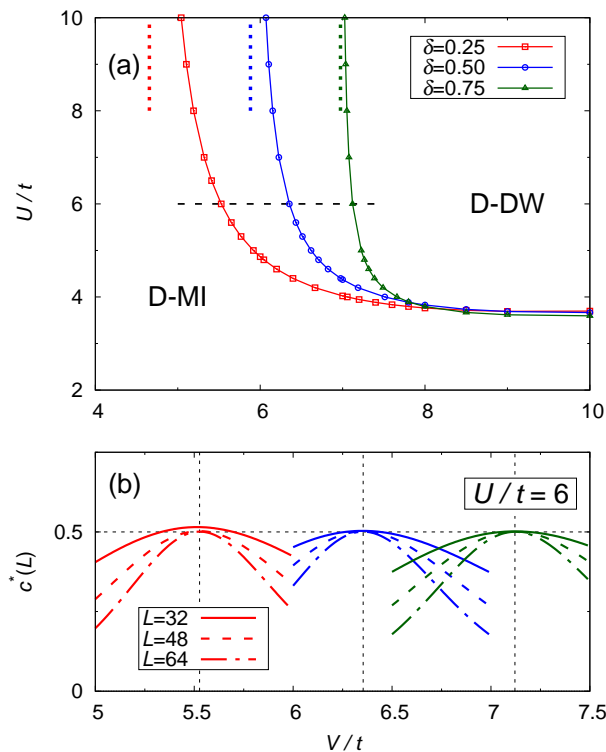 10
(a)
δ=0.25
δ=0.50
δ=0.75
8
U / t
6
D-DW
4
D-MI
2
4 6 8 10
(b)
U / t = 6
0.5
c*(L)
L=32
L=48
L=64
0
5 5.5 6 6.5 7 7.5
V / t